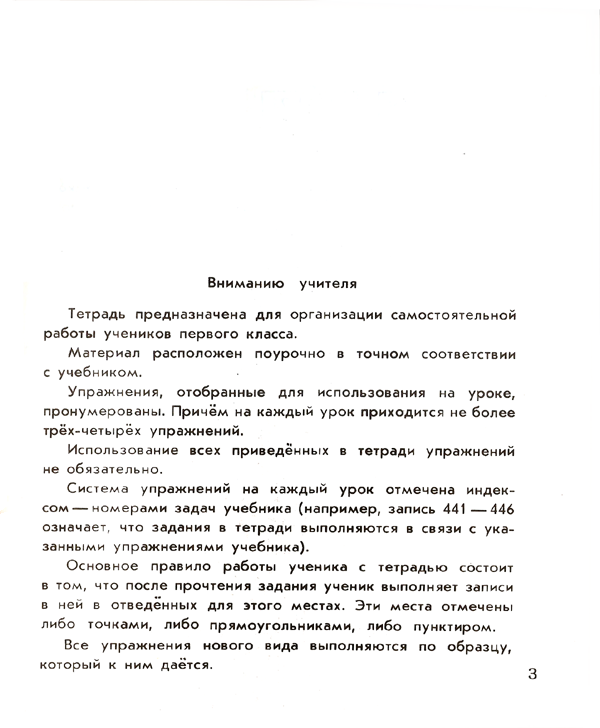 Вниманию учителя
Тетрадь предназначена для организации самостоятельной
работы учеников первого класса.
Материал расположен поурочно в точном соответствии
с учебником.
Упражнения, отобранные для использования на уроке,
пронумерованы. Причём на каждый урок приходится не более
трёх-четырёх упражнений.
Использование всех приведённых в тетради упражнений
не обязательно.
Система упражнений на каждый урок отмечена индек-
сом — номерами задач учебника (например, запись 441 — 446
означает, что задания в тетради выполняются в связи с ука-
занными упражнениями учебника).
Основное правило работы ученика с тетрадью состоит
в том, что после прочтения задания ученик выполняет записи
в ней в отведённых для этого местах. Эти места отмечены
либо точками, либо прямоугольниками, либо пунктиром.
Все упражнения нового вида выполняются по образцу,
который к ним даётся.
3